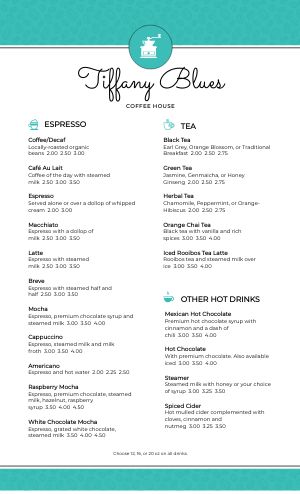 Tiffany Blues
COFFEE HOUSE
ESPRESSO
Coffee/Decaf
Locally-roasted organic
beans 2.00 2.50 3.00
Café Au Lait
Coffee of the day with steamed
milk 2.50 3.00 3.50
Espresso
Served alone or over a dollop of whipped
cream 2.00 3.00
Macchiato
Espresso with a dollop of
milk 2.50 3.00 3.50
Latte
Espresso with steamed
milk 2.50 3.00 3.50
Breve
Espresso with steamed half and
half 2.50 3.00 3.50
Mocha
Espresso, premium chocolate syrup and
steamed milk 3.00 3.50 4.00
Cappuccino
Espresso, steamed milk and milk
froth 3.00 3.50 4.00
Americano
Espresso and hot water 2.00 2.25 2.50
Raspberry Mocha
Espresso, premium chocolate, steamed
milk, hazelnut, raspberry
syrup 3.50 4.00 4.50
White Chocolate Mocha
Espresso, grated white chocolate,
steamed milk 3.50 4.00 4.50
TEA
Black Tea
Earl Grey, Orange Blossom, or Traditional
Breakfast 2.00 2.50 2.75
Green Tea
Jasmine, Genmaicha, or Honey
Ginseng 2.00 2.50 2.75
Herbal Tea
Chamomile, Peppermint, or Orange-
Hibiscus 2.00 2.50 2.75
Orange Chai Tea
Black tea with vanilla and rich
spices 3.00 3.50 4.00
Iced Rooibos Tea Latte
Rooibos tea and steamed milk over
ice 3.00 3.50 4.00
OTHER HOT DRINKS
Mexican Hot Chocolate
Premium hot chocolate syrup with
cinnamon and a dash of
chili 3.00 3.50 4.00
Hot Chocolate
With premium chocolate. Also available
iced 3.00 3.50 4.00
Steamer
Steamed milk with honey or your choice
of syrup 3.00 3.25 3.50
Spiced Cider
Hot mulled cider complemented with
cloves, cinnamon and
nutmeg 3.00 3.25 3.50
Choose 12, 16, or 20 oz on all drinks.